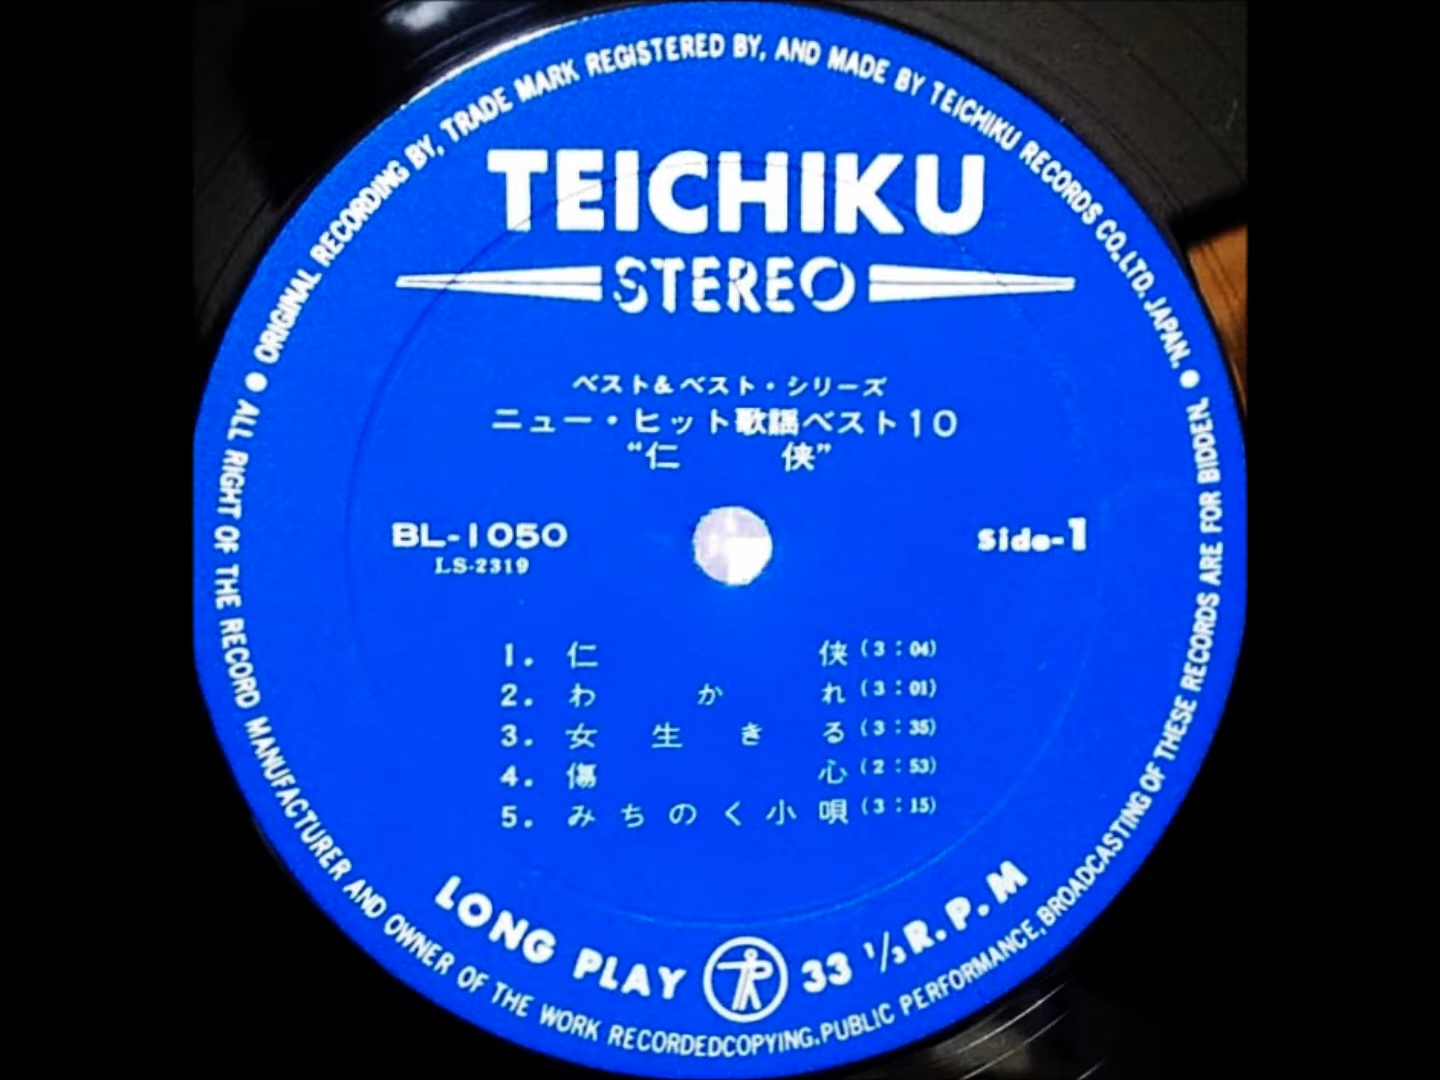 ORIGINAL RECORDING BY, TRADE MARK REGISTERED BY, AND MADE BY TEICHIKU RECORDS CO.,LTD. JAPAN.
TEICHIKU
STEREO
ベスト&ベスト・シリーズ
ニュー・ヒット歌謡ベスト10
“仁 侠”
BL-1050
LS-2319
Side-1
1. 仁 侠 (3:04)
2. わ か れ (3:01)
3. 女 生 き る (3:35)
4. 傷 心 (2:53)
5. み ち の く 小 唄 (3:15)
LONG PLAY 33 1/3 R.P.M
ALL RIGHT OF THE RECORD MANUFACTURER AND OWNER OF THE WORK RECORDEDCOPYING.PUBLIC PERFORMANCE,BROADCASTING OF THESE RECORDS ARE FOR BIDDEN.